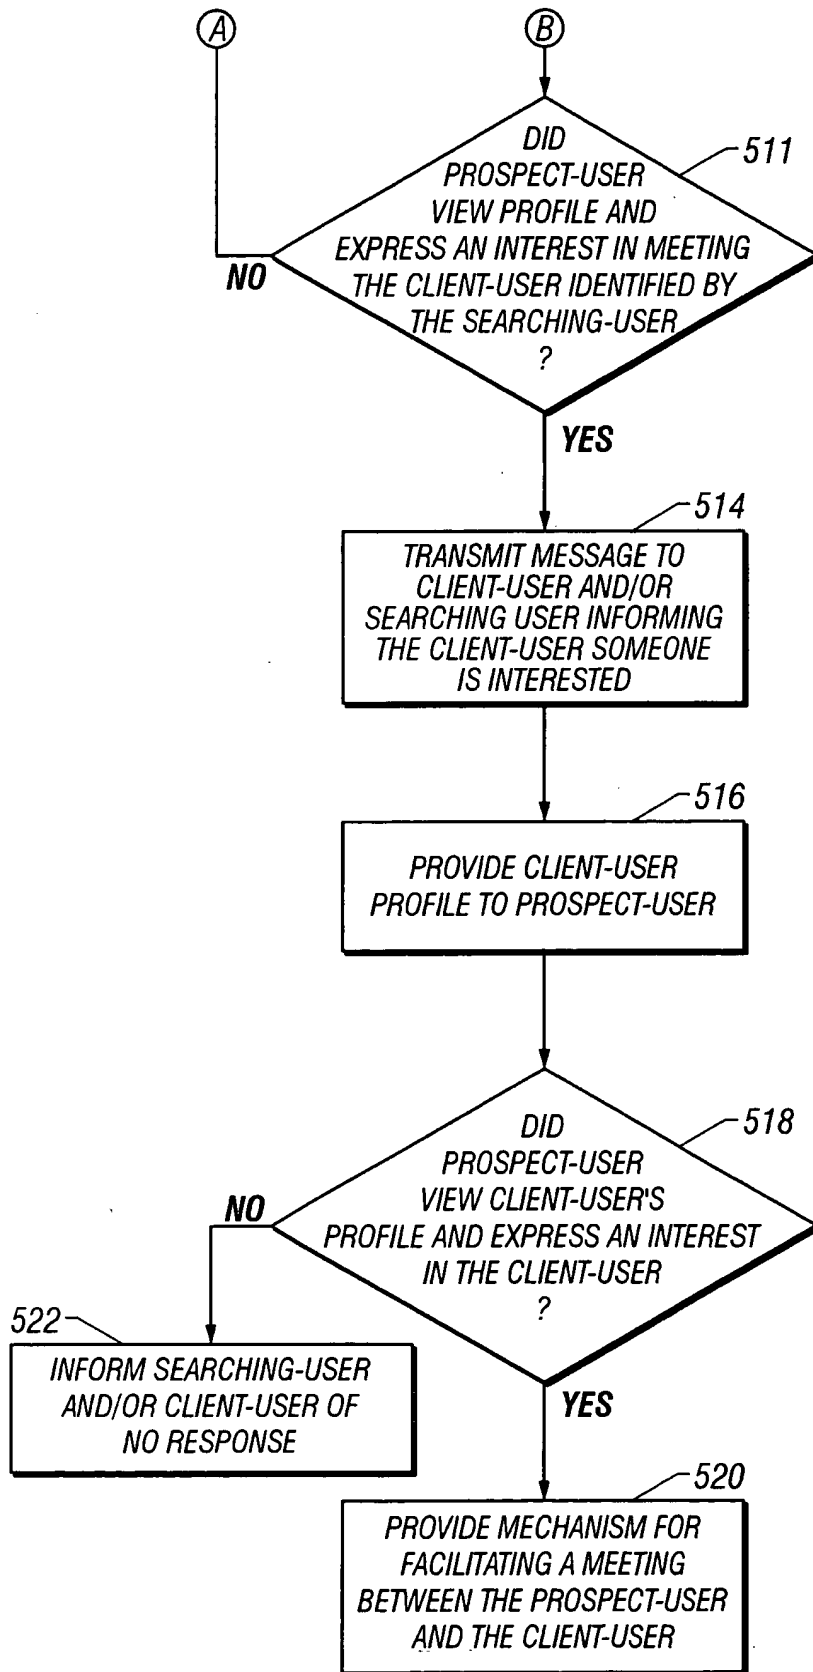 A
B
DID
PROSPECT-USER
VIEW PROFILE AND
EXPRESS AN INTEREST IN MEETING
THE CLIENT-USER IDENTIFIED BY
THE SEARCHING-USER
?
511
NO
YES
514
TRANSMIT MESSAGE TO
CLIENT-USER AND/OR
SEARCHING USER INFORMING
THE CLIENT-USER SOMEONE
IS INTERESTED
516
PROVIDE CLIENT-USER
PROFILE TO PROSPECT-USER
518
DID
PROSPECT-USER
VIEW CLIENT-USER'S
PROFILE AND EXPRESS AN INTEREST
IN THE CLIENT-USER
?
NO
522
INFORM SEARCHING-USER
AND/OR CLIENT-USER OF
NO RESPONSE
YES
520
PROVIDE MECHANISM FOR
FACILITATING A MEETING
BETWEEN THE PROSPECT-USER
AND THE CLIENT-USER